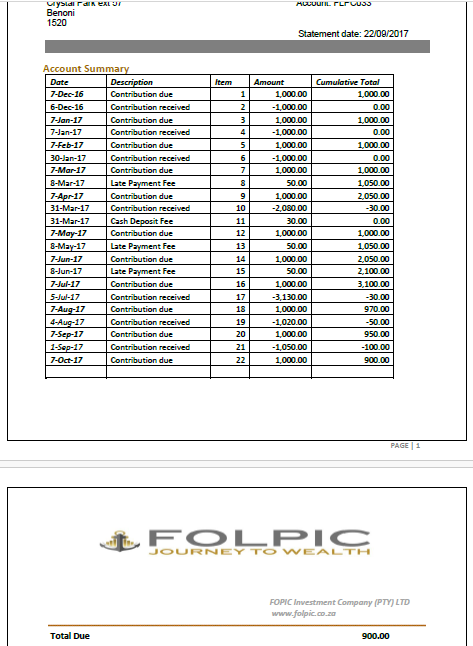 Crystal Park ext 57
Benoni
1520
Statement date: 22/09/2017
Account Summary
Date Description Item Amount Cumulative Total
7-Dec-16 Contribution due 1 1,000.00 1,000.00
6-Dec-16 Contribution received 2 -1,000.00 0.00
7-Jan-17 Contribution due 3 1,000.00 1,000.00
7-Jan-17 Contribution received 4 -1,000.00 0.00
7-Feb-17 Contribution due 5 1,000.00 1,000.00
30-Jan-17 Contribution received 6 -1,000.00 0.00
7-Mar-17 Contribution due 7 1,000.00 1,000.00
8-Mar-17 Late Payment Fee 8 50.00 1,050.00
7-Apr-17 Contribution due 9 1,000.00 2,050.00
31-Mar-17 Contribution received 10 -2,080.00 -30.00
31-Mar-17 Cash Deposit Fee 11 30.00 0.00
7-May-17 Contribution due 12 1,000.00 1,000.00
8-May-17 Late Payment Fee 13 50.00 1,050.00
7-Jun-17 Contribution due 14 1,000.00 2,050.00
8-Jun-17 Late Payment Fee 15 50.00 2,100.00
7-Jul-17 Contribution due 16 1,000.00 3,100.00
5-Jul-17 Contribution received 17 -3,130.00 -30.00
7-Aug-17 Contribution due 18 1,000.00 970.00
4-Aug-17 Contribution received 19 -1,020.00 -50.00
7-Sep-17 Contribution due 20 1,000.00 950.00
1-Sep-17 Contribution received 21 -1,050.00 -100.00
7-Oct-17 Contribution due 22 1,000.00 900.00
PAGE | 1
FOLPIC
JOURNEY TO WEALTH
FOPIC Investment Company (PTY) LTD
www.folpic.co.za
Total Due 900.00